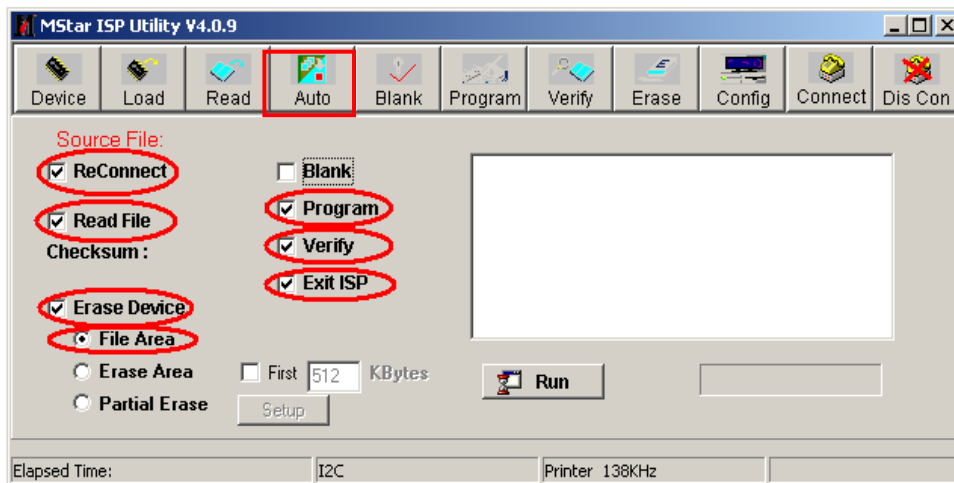 MStar ISP Utility V4.0.9
Device Load Read Auto Blank Program Verify Erase Config Connect Dis Con
Source File:
ReConnect Blank
Read File Program
Checksum : Verify
Exit ISP
Erase Device
File Area
Erase Area First 512 KBytes Run
Partial Erase Setup
Elapsed Time: I2C Printer 138KHz